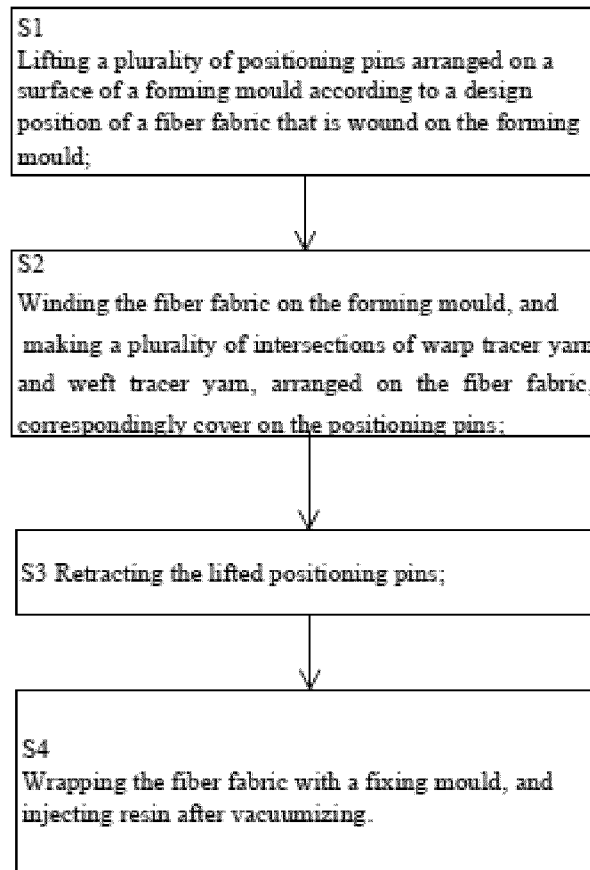 S1
Lifting a plurality of positioning pins arranged on a
surface of a forming mould according to a design
position of a fiber fabric that is wound on the forming
mould;
S2
Winding the fiber fabric on the forming mould, and
making a plurality of intersections of warp tracer yarn
and weft tracer yarn, arranged on the fiber fabric,
correspondingly cover on the positioning pins;
S3 Retracting the lifted positioning pins;
S4
Wrapping the fiber fabric with a fixing mould, and
injecting resin after vacuumizing.